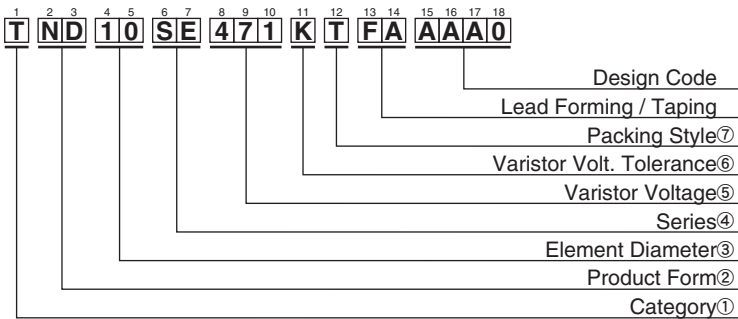 1 2 3 4 5 6 7 8 9 10 11 12 13 14 15 16 17 18
T ND 10 SE 471 K T FA AAA0
Design Code
Lead Forming / Taping
Packing Style⑦
Varistor Volt. Tolerance⑥
Varistor Voltage⑤
Series④
Element Diameter③
Product Form②
Category①